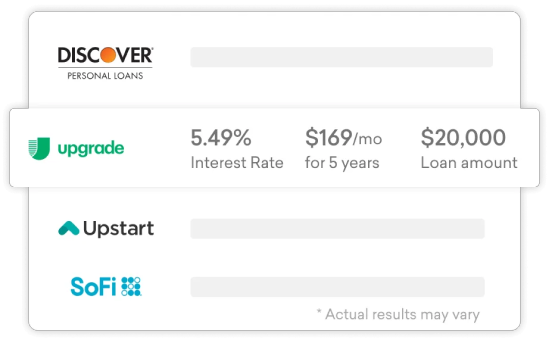 DISCOVER
PERSONAL LOANS
upgrade
5.49% $169/mo $20,000
Interest Rate for 5 years Loan amount
Upstart
SoFi
* Actual results may vary